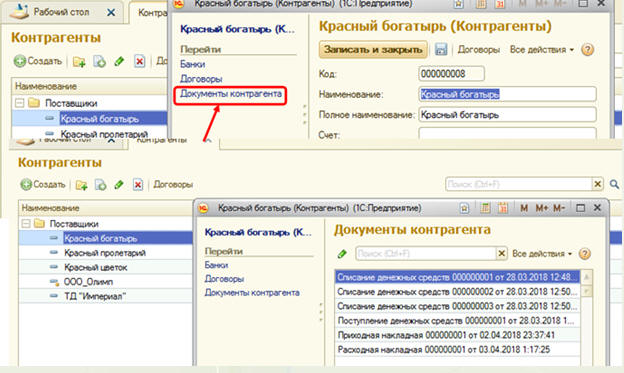 Рабочий стол
Контрагенты
Создать
Наименование
Поставщики
Красный богатырь
Красный пролетарий
Красный богатырь (Контрагенты) (1С:Предприятие)
M M+ M-
Красный богатырь (К...
Перейти
Банки
Договоры
Документы контрагента
Красный богатырь (Контрагенты)
Записать и закрыть Договоры Все действия
Код: 000000008
Наименование: Красный богатырь
Полное наименование: Красный богатырь
Счет:
Контрагенты
Создать Договоры Поиск (Ctrl+F)
Наименование
Поставщики
Красный богатырь
Красный пролетарий
Красный цветок
ООО_Олимп
ТД "Империал"
Красный богатырь (Контрагенты) (1С:Предприятие)
M M+ M-
Красный богатырь (К...
Перейти
Банки
Договоры
Документы контрагента
Документы контрагента
Поиск (Ctrl+F) Все действия
Списание денежных средств 000000001 от 28.03.2018 12:48...
Списание денежных средств 000000002 от 28.03.2018 12:50...
Списание денежных средств 000000003 от 28.03.2018 12:50...
Поступление денежных средств 000000001 от 28.03.2018 1...
Приходная накладная 000000001 от 02.04.2018 23:37:41
Расходная накладная 000000001 от 03.04.2018 1:17:25